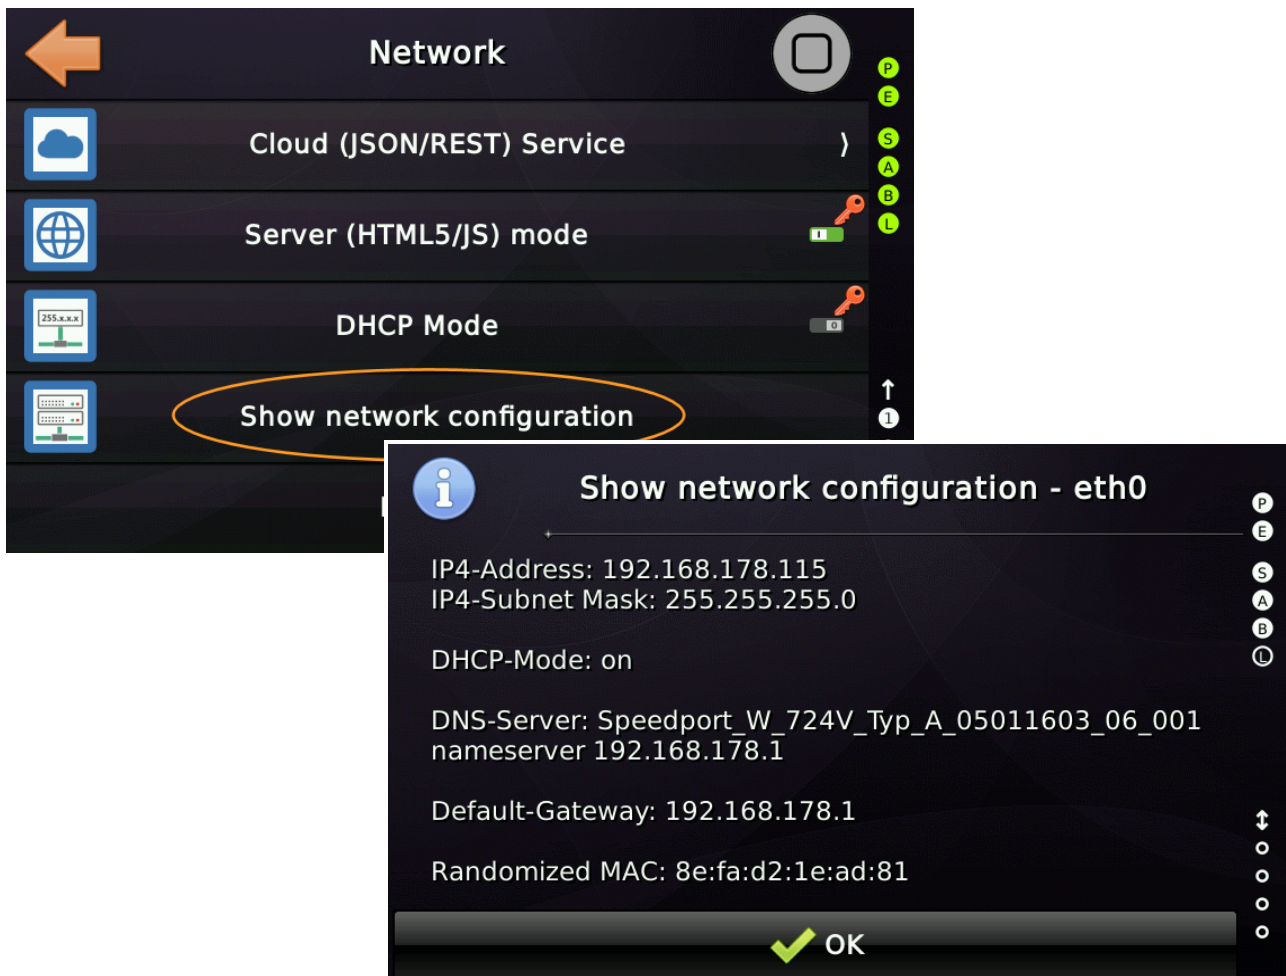 Network
P
E
Cloud (JSON/REST) Service
S
A
B
Server (HTML5/JS) mode
L
255.x.x.x
DHCP Mode
0
Show network configuration
1
Show network configuration - eth0
P
E
IP4-Address: 192.168.178.115
IP4-Subnet Mask: 255.255.255.0
S
A
B
DHCP-Mode: on
L
DNS-Server: Speedport_W_724V_Typ_A_05011603_06_001
nameserver 192.168.178.1
Default-Gateway: 192.168.178.1
Randomized MAC: 8e:fa:d2:1e:ad:81
OK